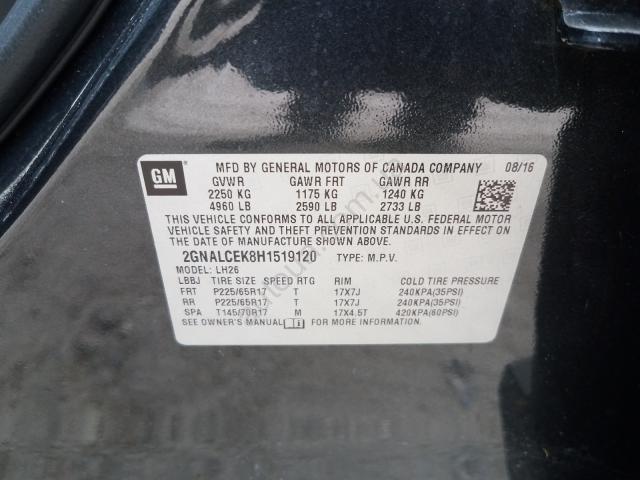 GM
MFD BY GENERAL MOTORS OF CANADA COMPANY 08/16
GVWR GAWR FRT GAWR RR
2250 KG 1175 KG 1240 KG
4960 LB 2590 LB 2733 LB
THIS VEHICLE CONFORMS TO ALL APPLICABLE U.S. FEDERAL MOTOR
VEHICLE SAFETY AND THEFT PREVENTION STANDARDS IN EFFECT ON
THE DATE OF MANUFACTURE SHOWN ABOVE.
2GNALCEK8H1519120 TYPE: M.P.V.
MODEL: LH26
LBBJ TIRE SIZE SPEED RTG RIM COLD TIRE PRESSURE
FRT P225/65R17 T 17X7J 240KPA(35PSI)
RR P225/65R17 T 17X7J 240KPA(35PSI)
SPA T145/70R17 M 17X4.5T 420KPA(60PSI)
SEE OWNER'S MANUAL FOR MORE INFORMATION.